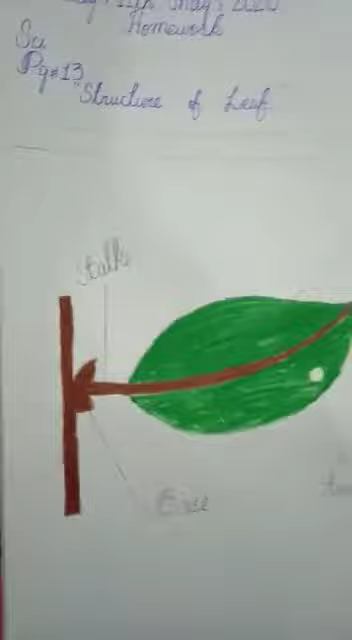 Homework
Sci
Pg#13
"Structure of Leaf
Stalk
Base